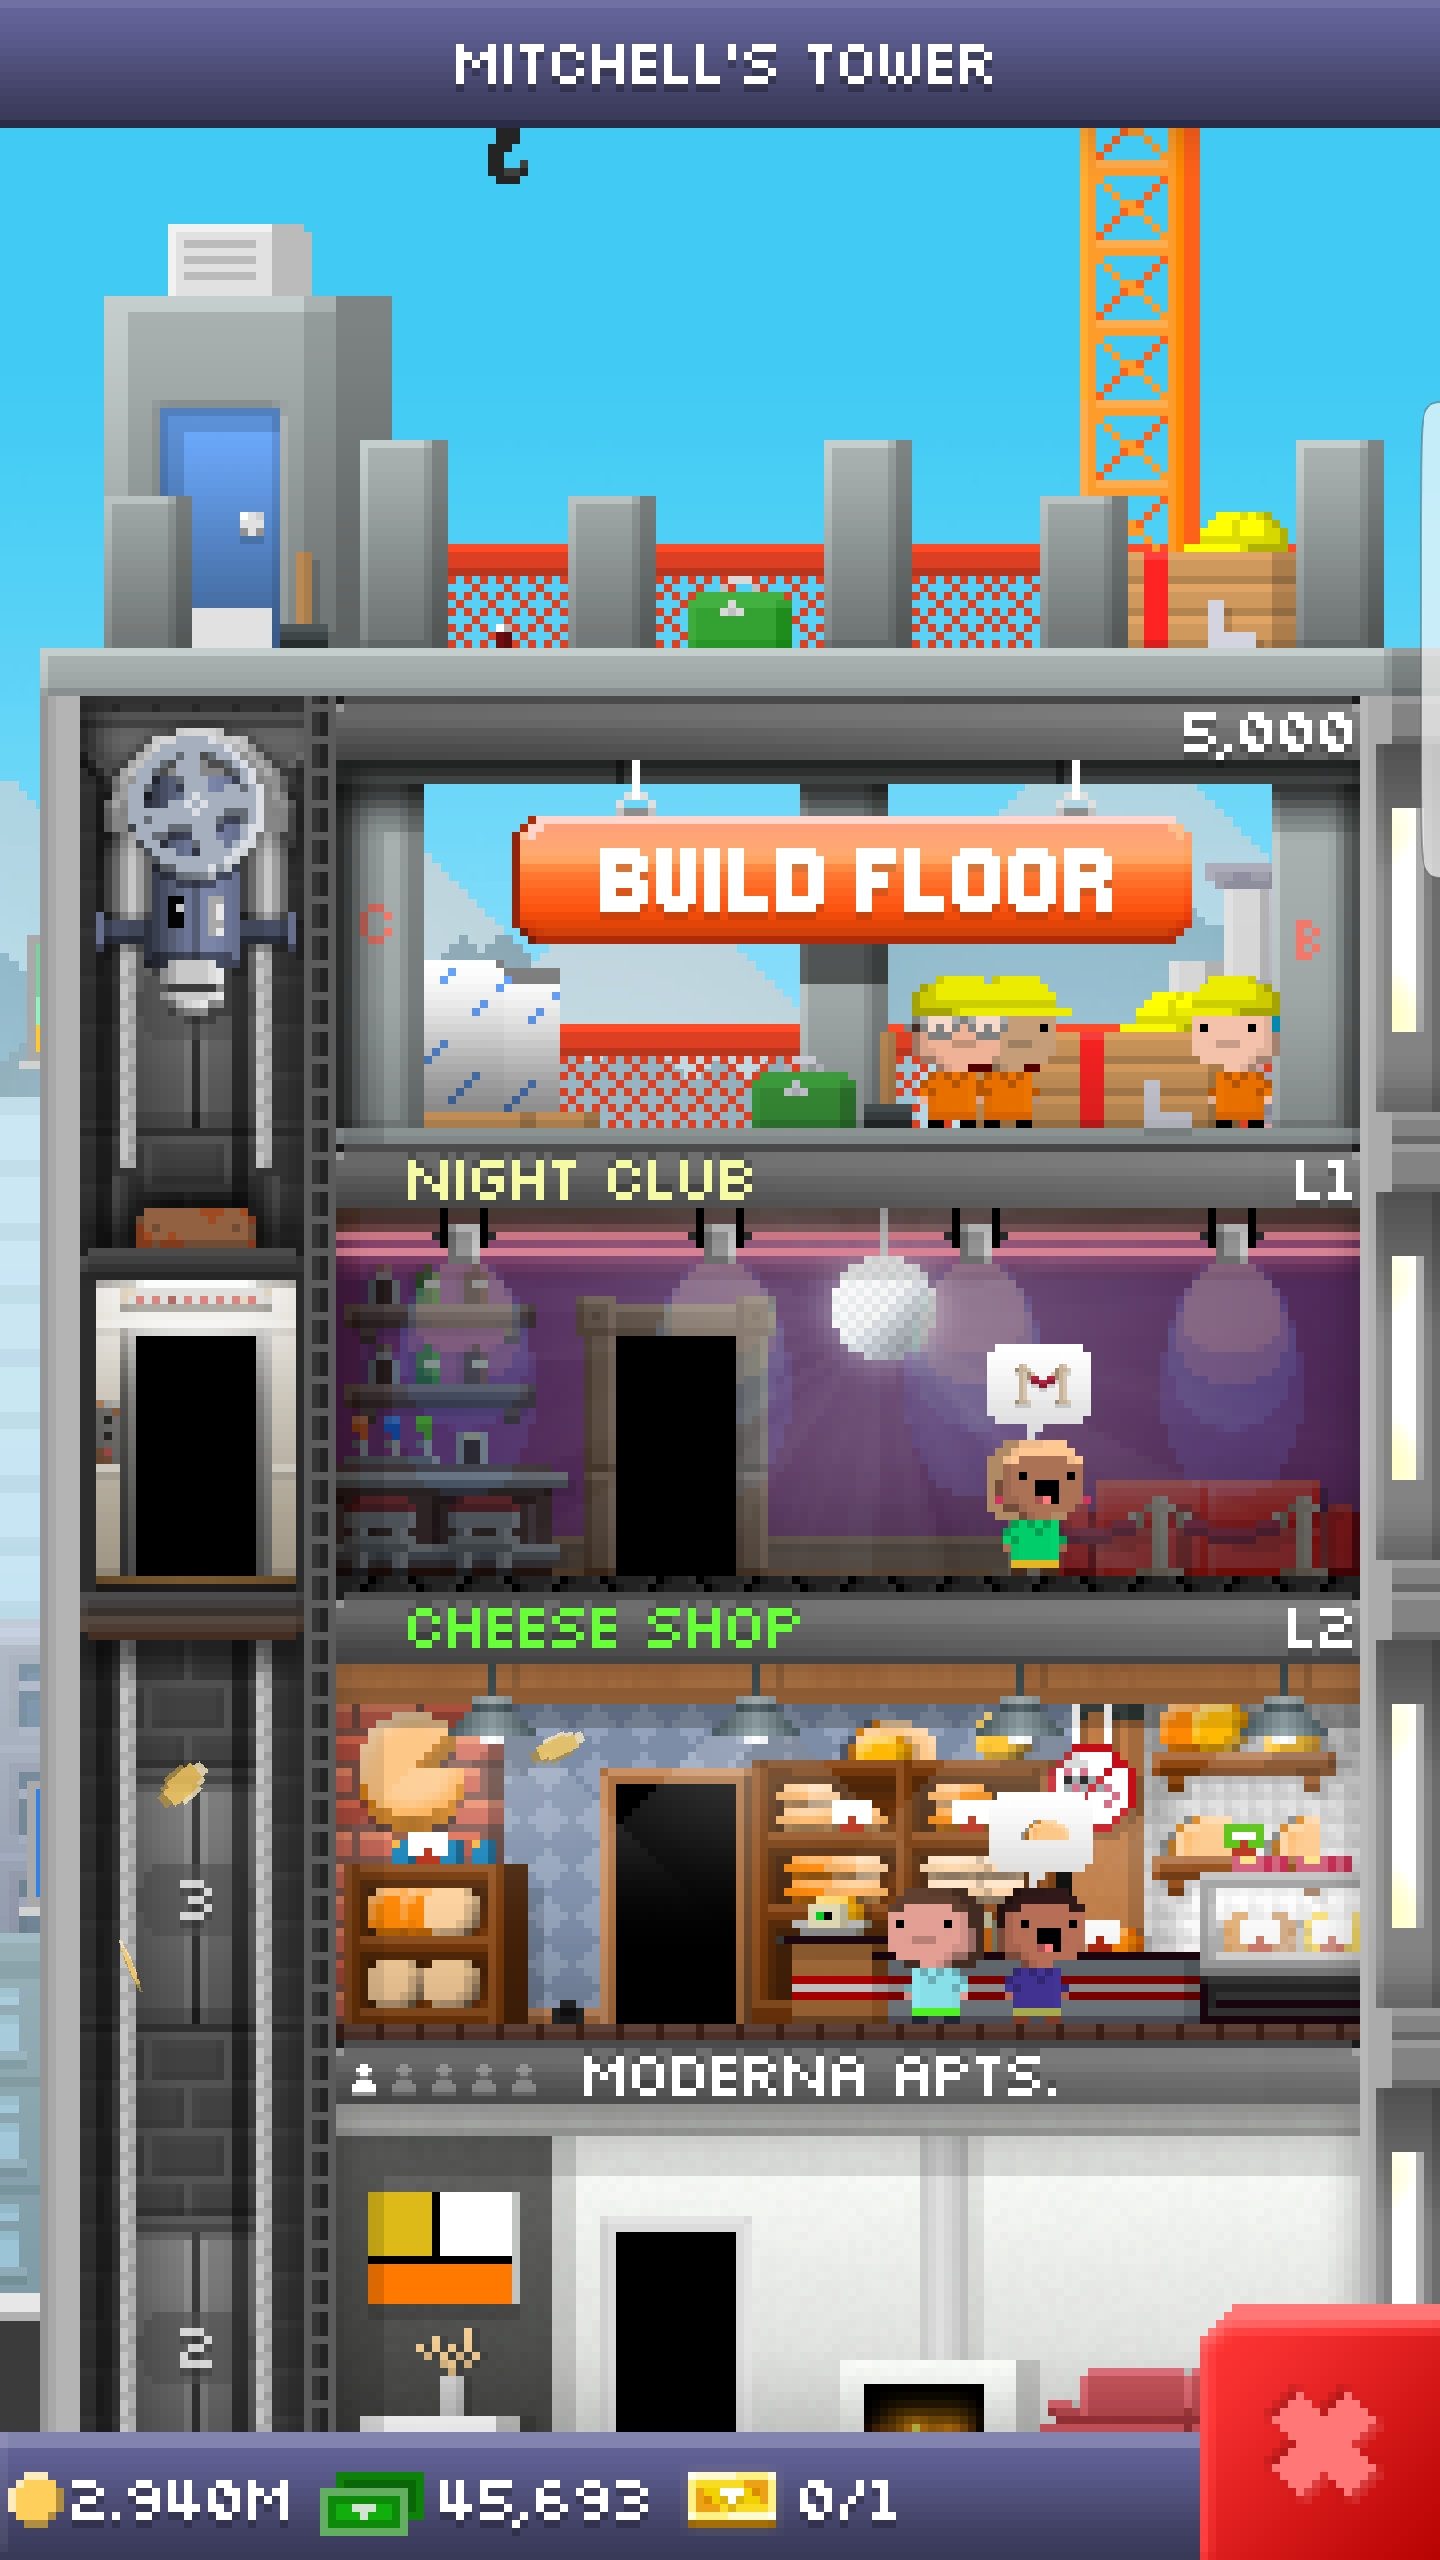 MITCHELL'S TOWER
5,000
BUILD FLOOR
C
B
NIGHT CLUB L1
CHEESE SHOP L2
3
MODERNA APTS.
2
2.940M 45,693 0/1